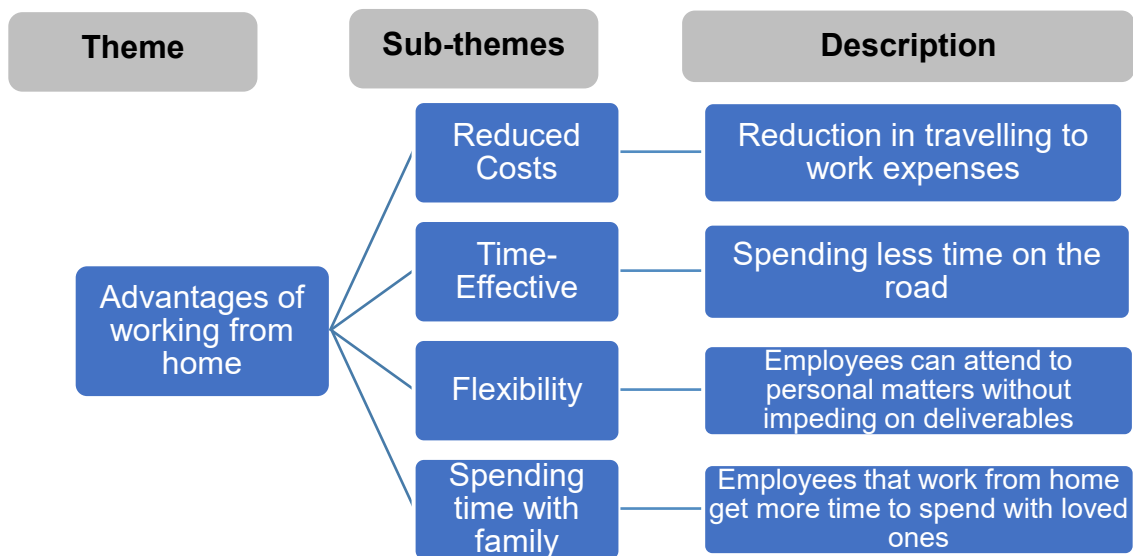 Theme
Sub-themes
Description
Advantages of
working from
home
Reduced
Costs
Reduction in travelling to
work expenses
Time-
Effective
Spending less time on the
road
Flexibility
Employees can attend to
personal matters without
impeding on deliverables
Spending
time with
family
Employees that work from home
get more time to spend with loved
ones